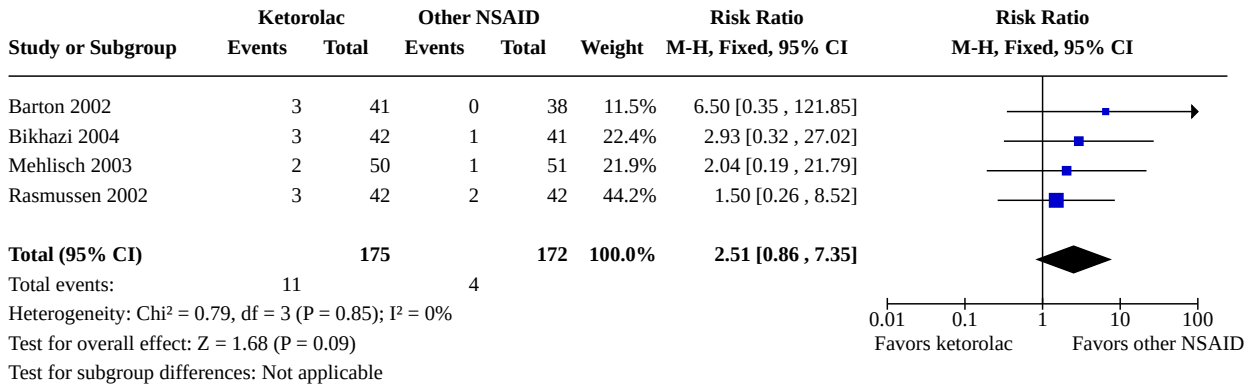 Ketorolac Other NSAID Risk Ratio Risk Ratio
Study or Subgroup Events Total Events Total Weight M-H, Fixed, 95% CI M-H, Fixed, 95% CI
Barton 2002 3 41 0 38 11.5% 6.50 [0.35 , 121.85]
Bikhazi 2004 3 42 1 41 22.4% 2.93 [0.32 , 27.02]
Mehlisch 2003 2 50 1 51 21.9% 2.04 [0.19 , 21.79]
Rasmussen 2002 3 42 2 42 44.2% 1.50 [0.26 , 8.52]
Total (95% CI) 175 172 100.0% 2.51 [0.86 , 7.35]
Total events: 11 4
Heterogeneity: Chi² = 0.79, df = 3 (P = 0.85); I² = 0% 0.01 0.1 1 10 100
Test for overall effect: Z = 1.68 (P = 0.09) Favors ketorolac Favors other NSAID
Test for subgroup differences: Not applicable